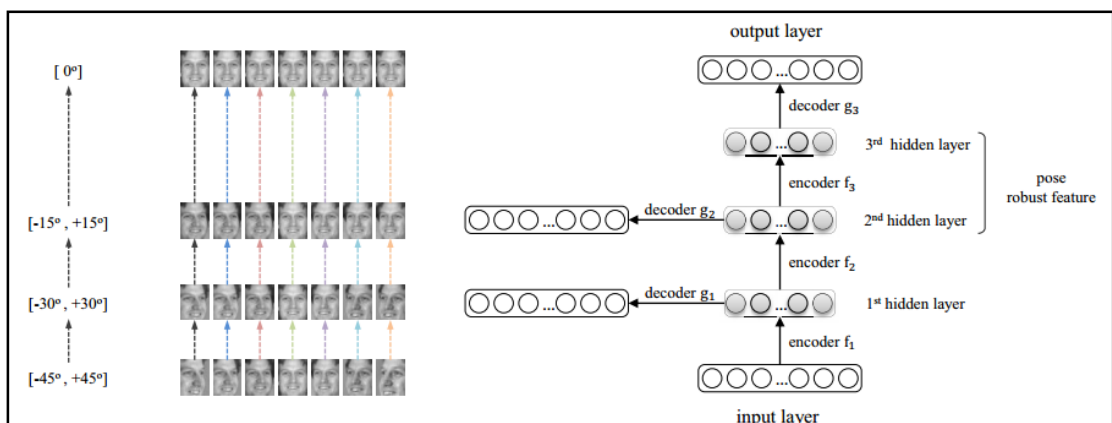 [ 0º]
[-15º , +15º]
[-30º , +30º]
[-45º , +45º]
output layer
...
decoder g₃
...
3ʳᵈ hidden layer
encoder f₃
pose
robust feature
...
decoder g₂
...
2ⁿᵈ hidden layer
encoder f₂
...
decoder g₁
...
1ˢᵗ hidden layer
encoder f₁
...
input layer